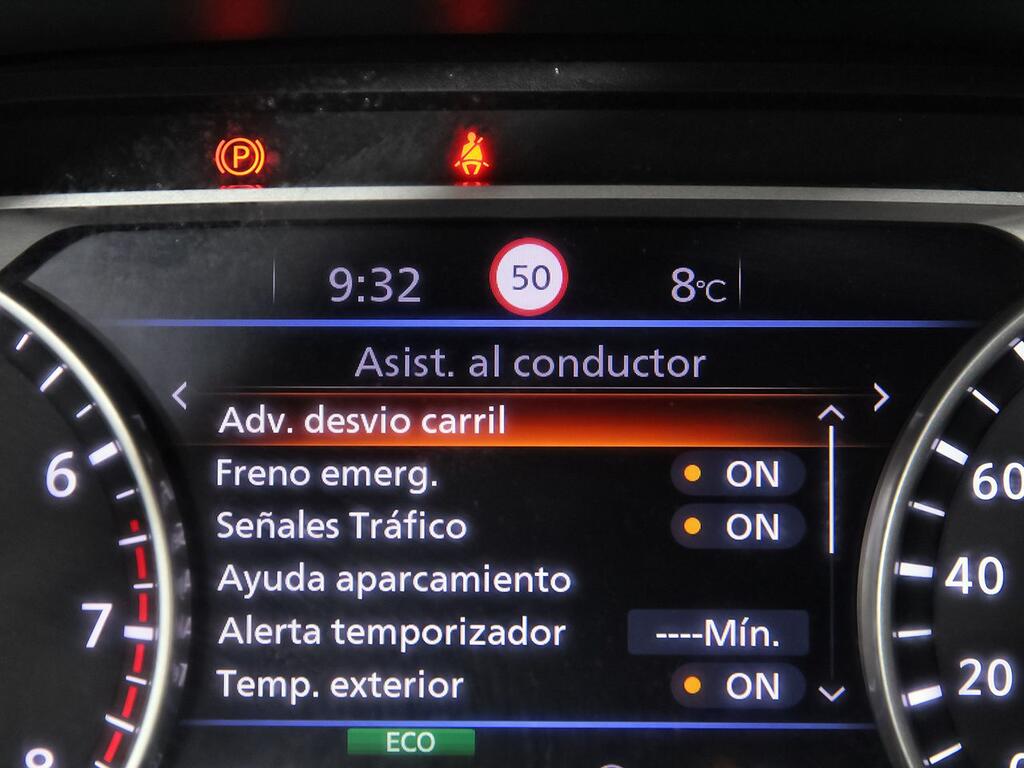 P
9:32 50 8°C
Asist. al conductor
Adv. desvio carril
Freno emerg. ON
Señales Tráfico ON
Ayuda aparcamiento
Alerta temporizador ----Mín.
Temp. exterior ON
ECO
6
7
8
60
40
20